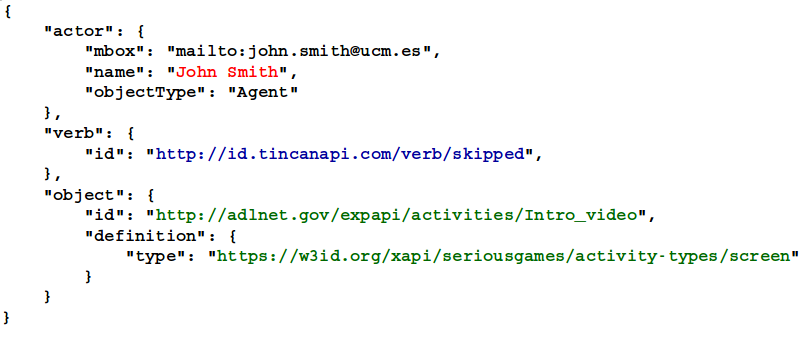 {
    "actor": {
        "mbox": "mailto:john.smith@ucm.es",
        "name": "John Smith",
        "objectType": "Agent"
    },
    "verb": {
        "id": "http://id.tincanapi.com/verb/skipped",
    },
    "object": {
        "id": "http://adlnet.gov/expapi/activities/Intro_video",
        "definition": {
            "type": "https://w3id.org/xapi/seriousgames/activity-types/screen"
        }
    }
}